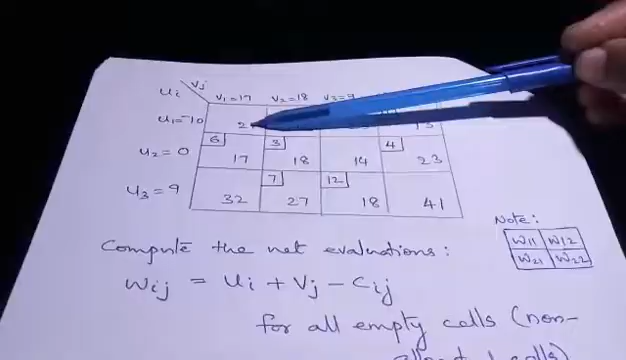 ui vj v1=17 v2=18 v3=9
u1=-10 13
u2=0 6 17 3 18 14 4 23
u3=9 32 7 27 12 18 41
Note:
w11 w12
w21 w22
Compute the net evaluations:
wij = ui + vj - cij
for all empty cells (non-
cells)